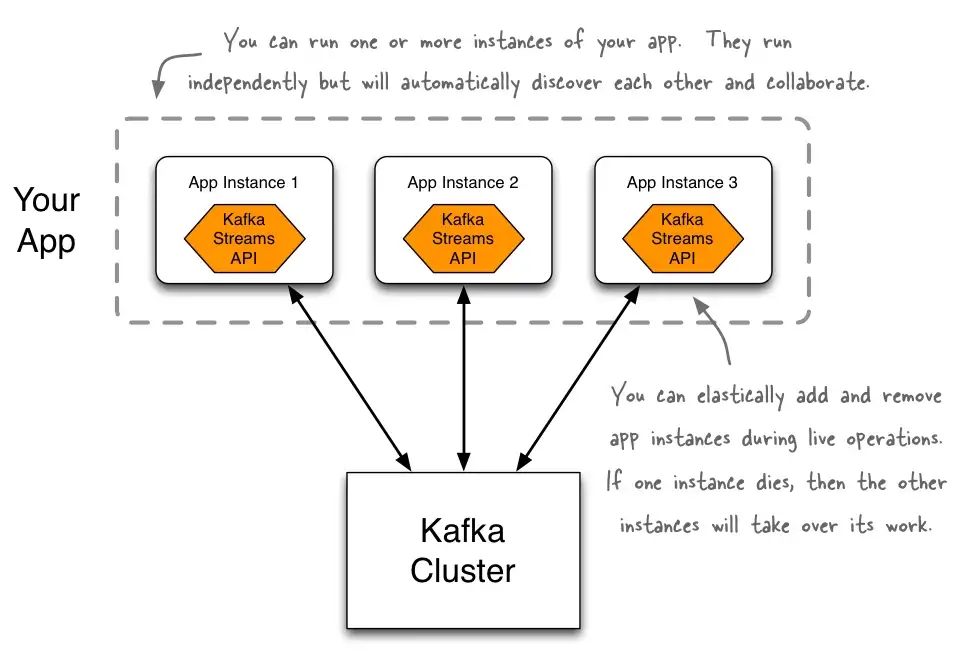 You can run one or more instances of your app. They run
independently but will automatically discover each other and collaborate.
Your
App
App Instance 1
Kafka
Streams
API
App Instance 2
Kafka
Streams
API
App Instance 3
Kafka
Streams
API
You can elastically add and remove
app instances during live operations.
If one instance dies, then the other
instances will take over its work.
Kafka
Cluster